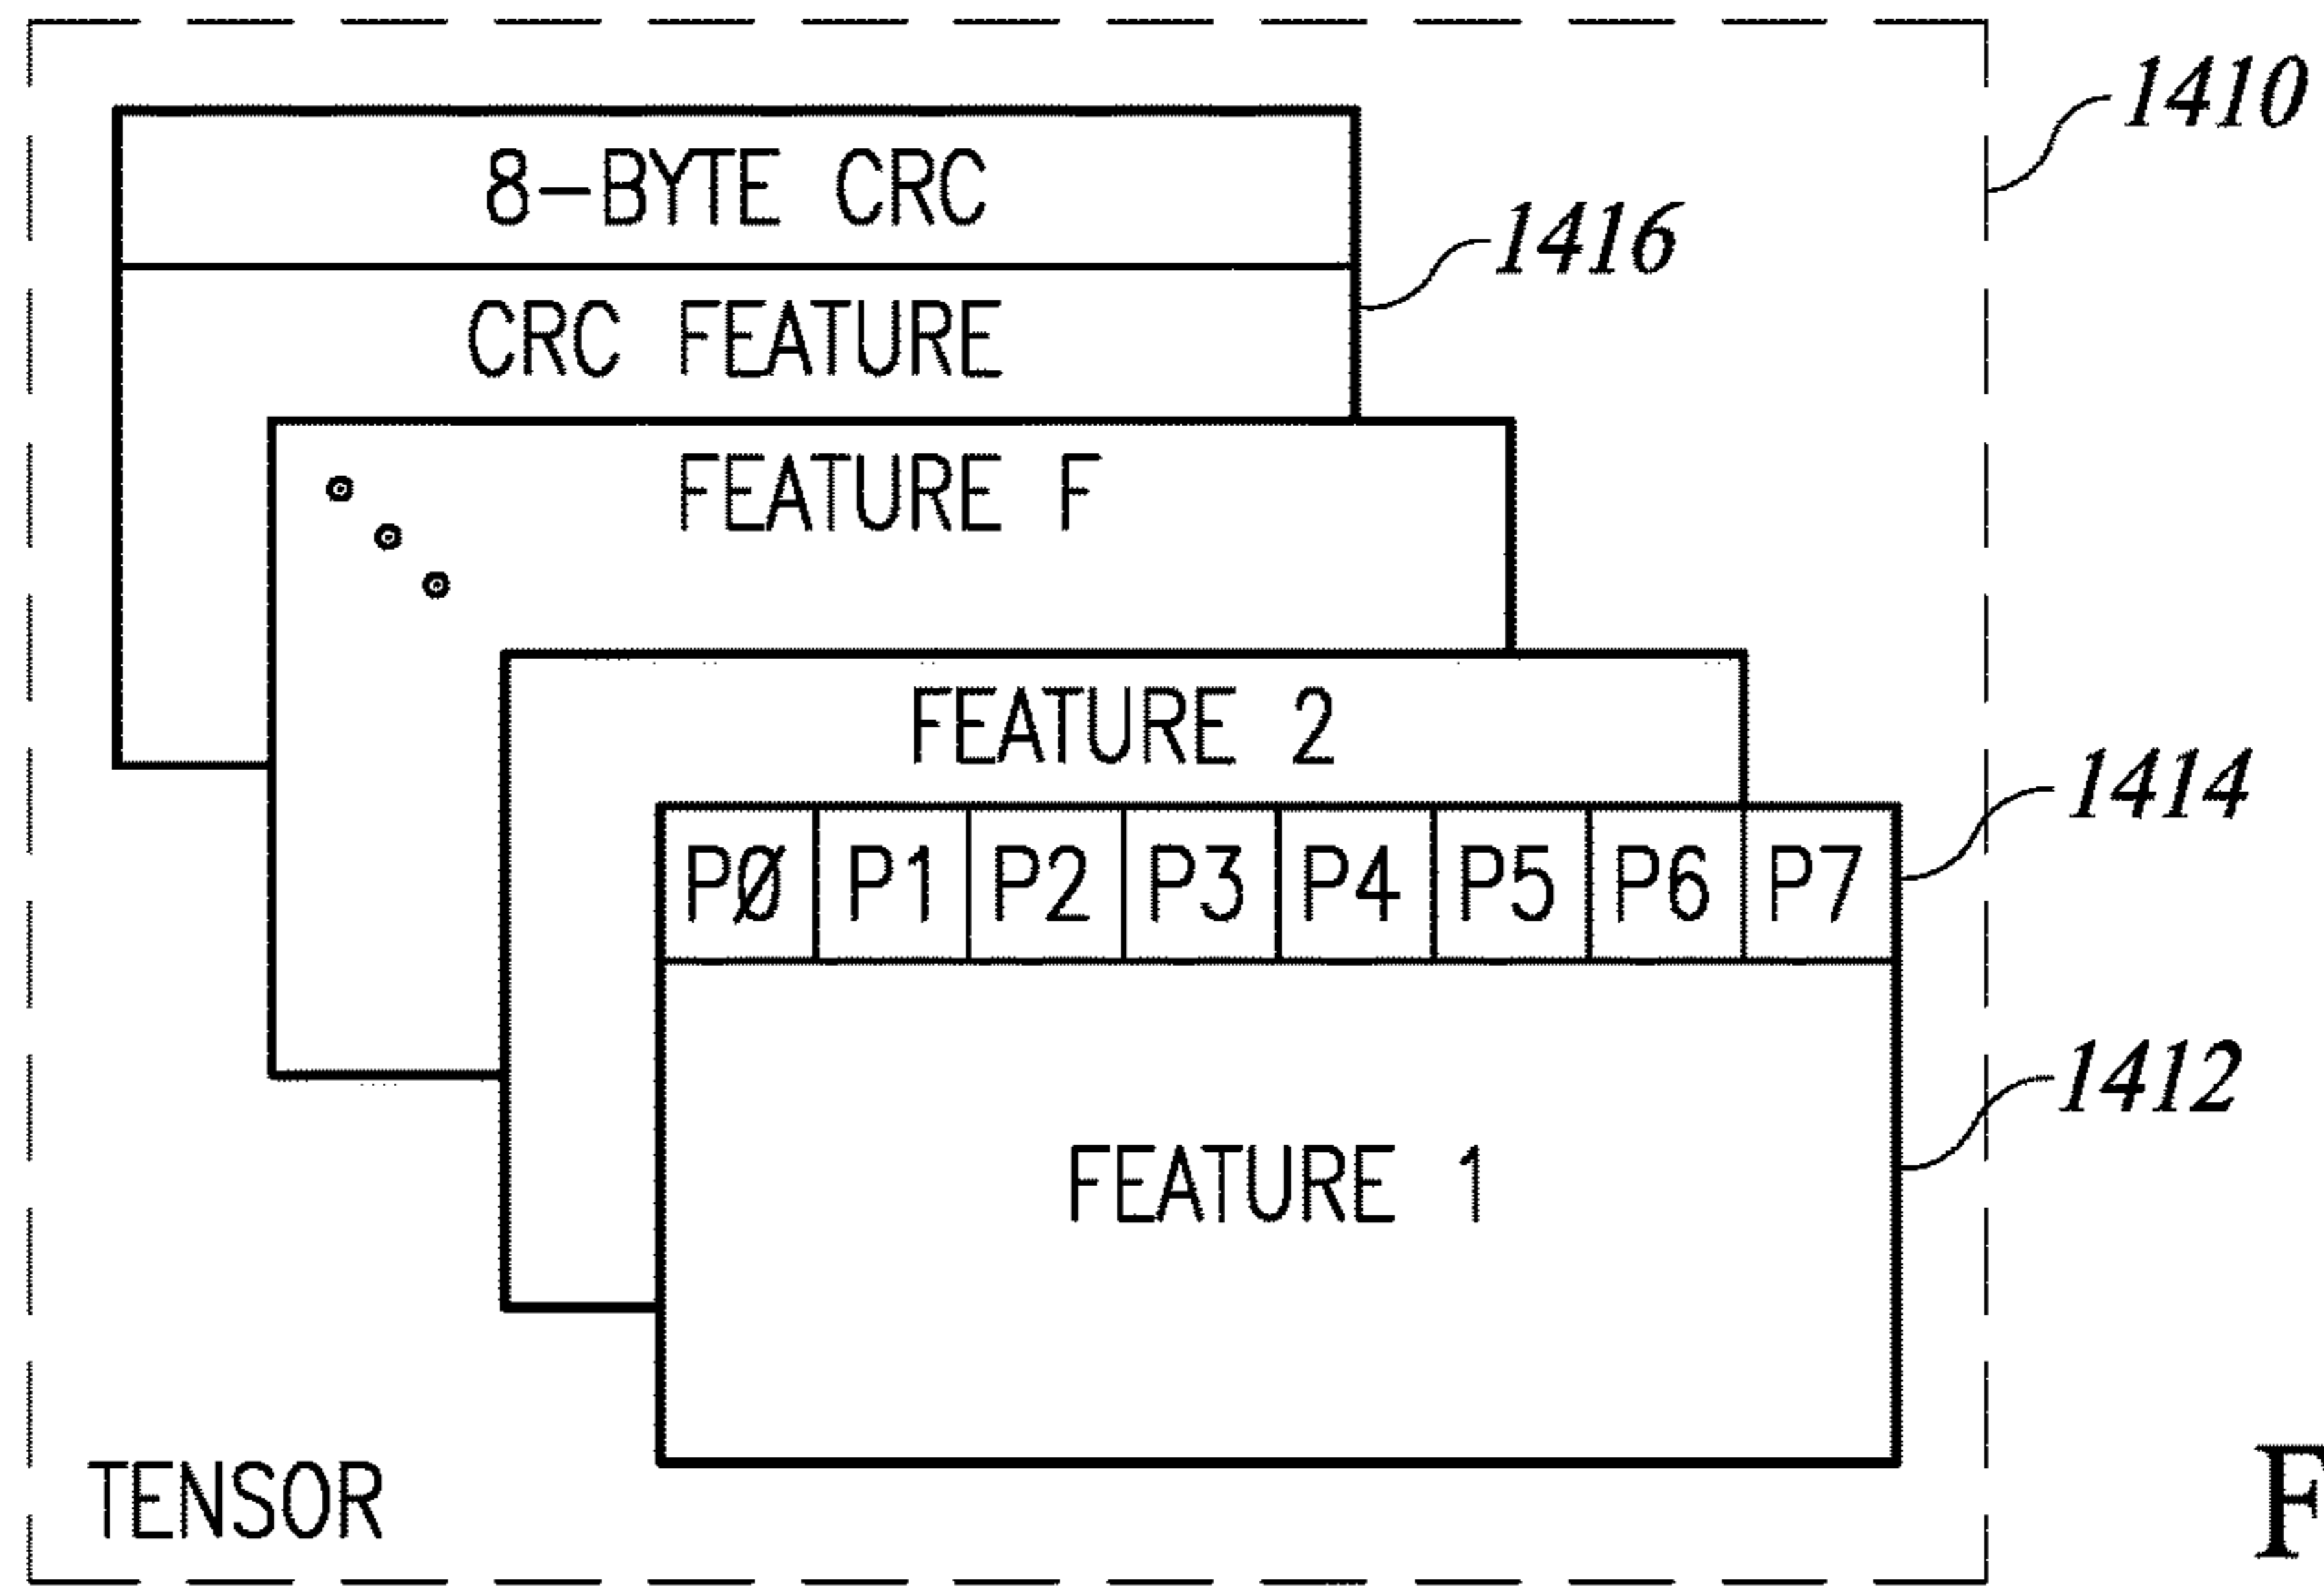 1410
8-BYTE CRC
1416
CRC FEATURE
FEATURE F
FEATURE 2
1414
PØ P1 P2 P3 P4 P5 P6 P7
1412
FEATURE 1
TENSOR
F